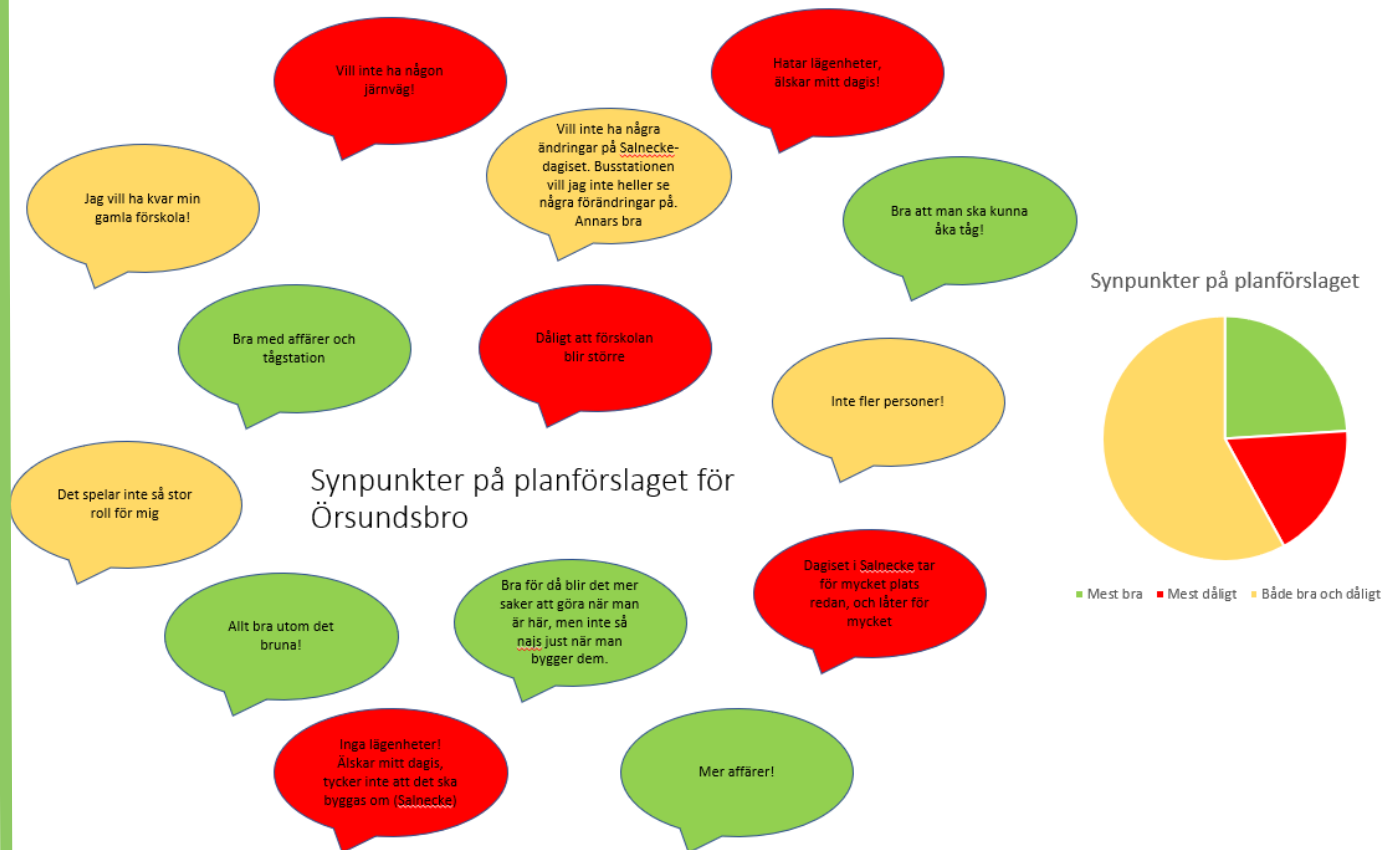 Vill inte ha någon
järnväg!
Hatar lägenheter,
älskar mitt dagis!
Vill inte ha några
ändringar på Salnecke-
dagiset. Busstationen
vill jag inte heller se
några förändringar på.
Annars bra
Jag vill ha kvar min
gamla förskola!
Bra att man ska kunna
åka tåg!
Synpunkter på planförslaget
Bra med affärer och
tågstation
Dåligt att förskolan
blir större
Inte fler personer!
Det spelar inte så stor
roll för mig
Synpunkter på planförslaget för
Örsundsbro
Mest bra Mest dåligt Både bra och dåligt
Allt bra utom det
bruna!
Bra för då blir det mer
saker att göra när man
är här, men inte så
najs just när man
bygger dem.
Dagiset i Salnecke tar
för mycket plats
redan, och låter för
mycket
Inga lägenheter!
Älskar mitt dagis,
tycker inte att det ska
byggas om (Salnecke)
Mer affärer!